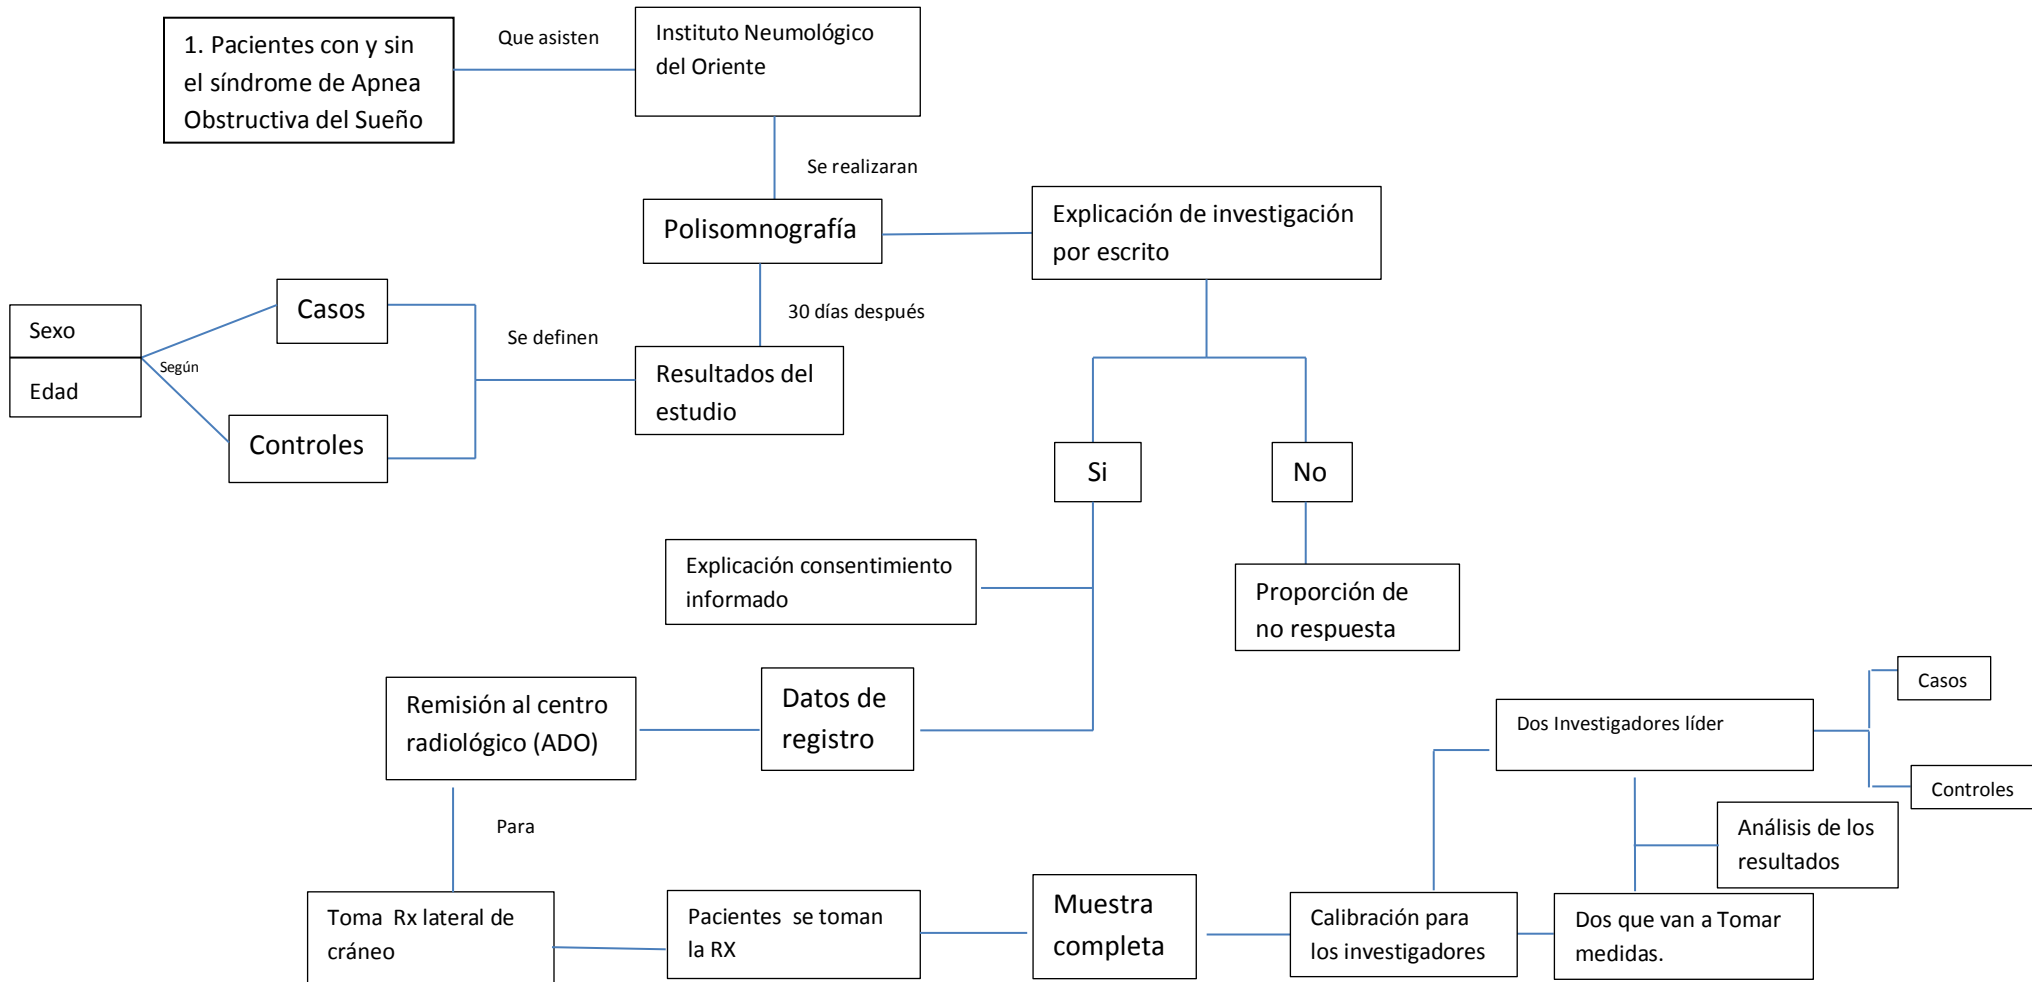 1. Pacientes con y sin
el síndrome de Apnea
Obstructiva del Sueño
Que asisten
Instituto Neumológico
del Oriente
Se realizaran
Polisomnografía
Explicación de investigación
por escrito
30 días después
Sexo
Edad
Según
Casos
Controles
Se definen
Resultados del
estudio
Si
No
Explicación consentimiento
informado
Proporción de
no respuesta
Remisión al centro
radiológico (ADO)
Datos de
registro
Para
Toma Rx lateral de
cráneo
Pacientes se toman
la RX
Muestra
completa
Calibración para
los investigadores
Dos Investigadores líder
Casos
Controles
Análisis de los
resultados
Dos que van a Tomar
medidas.